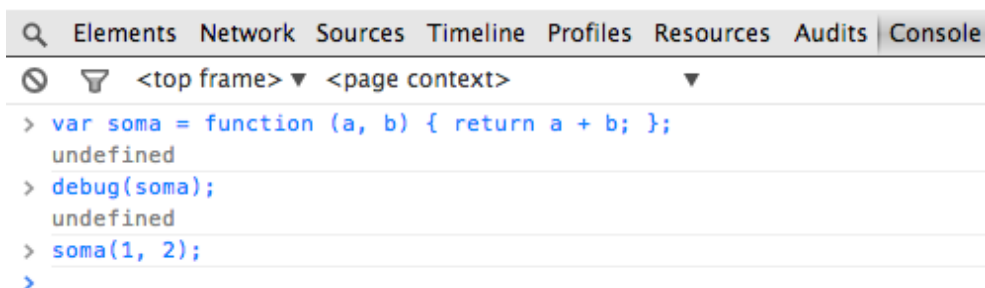 Elements Network Sources Timeline Profiles Resources Audits Console
<top frame> ▼ <page context> ▼
> var soma = function (a, b) { return a + b; };
undefined
> debug(soma);
undefined
> soma(1, 2);
>